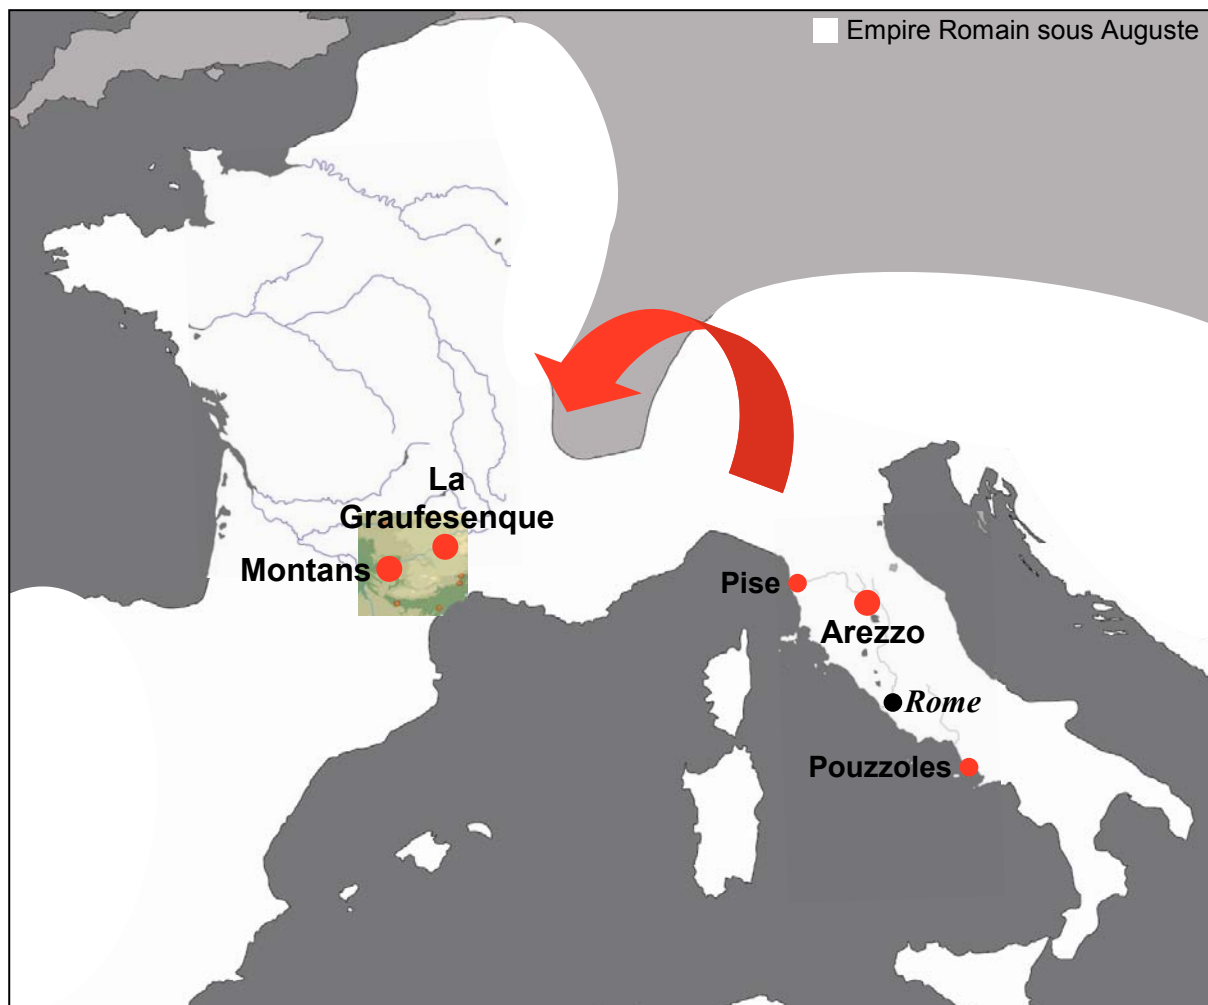 Empire Romain sous Auguste
La
Graufesenque
Montans
Pise
Arezzo
Rome
Pouzzoles